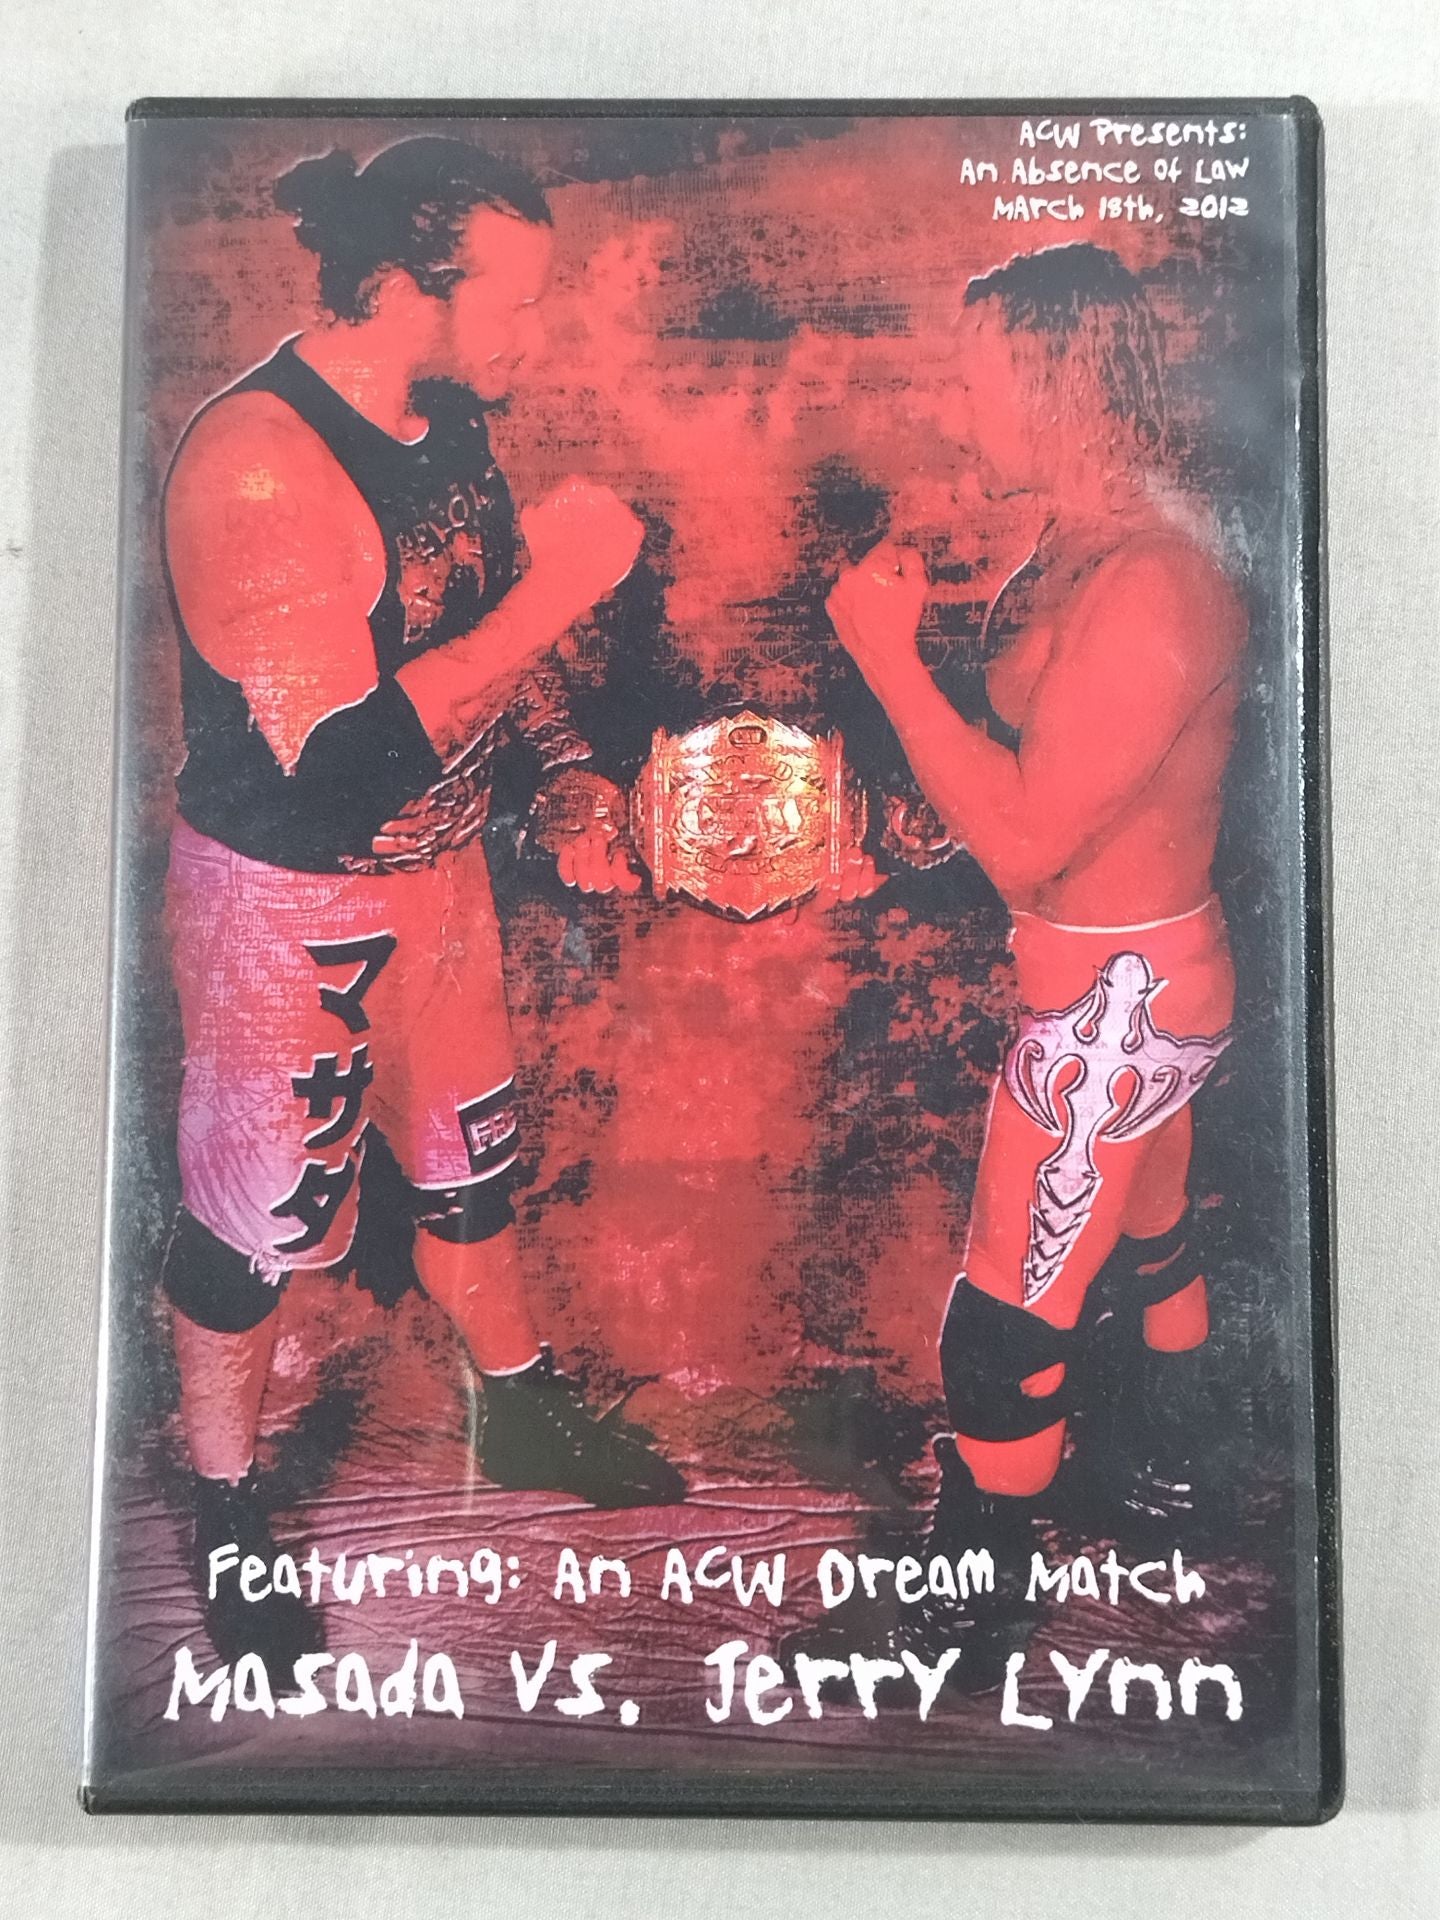 ACW Presents:
An Absence of Law
March 18th, 2012
マサダ
Featuring: An ACW Dream Match
Masada Vs. Jerry Lynn